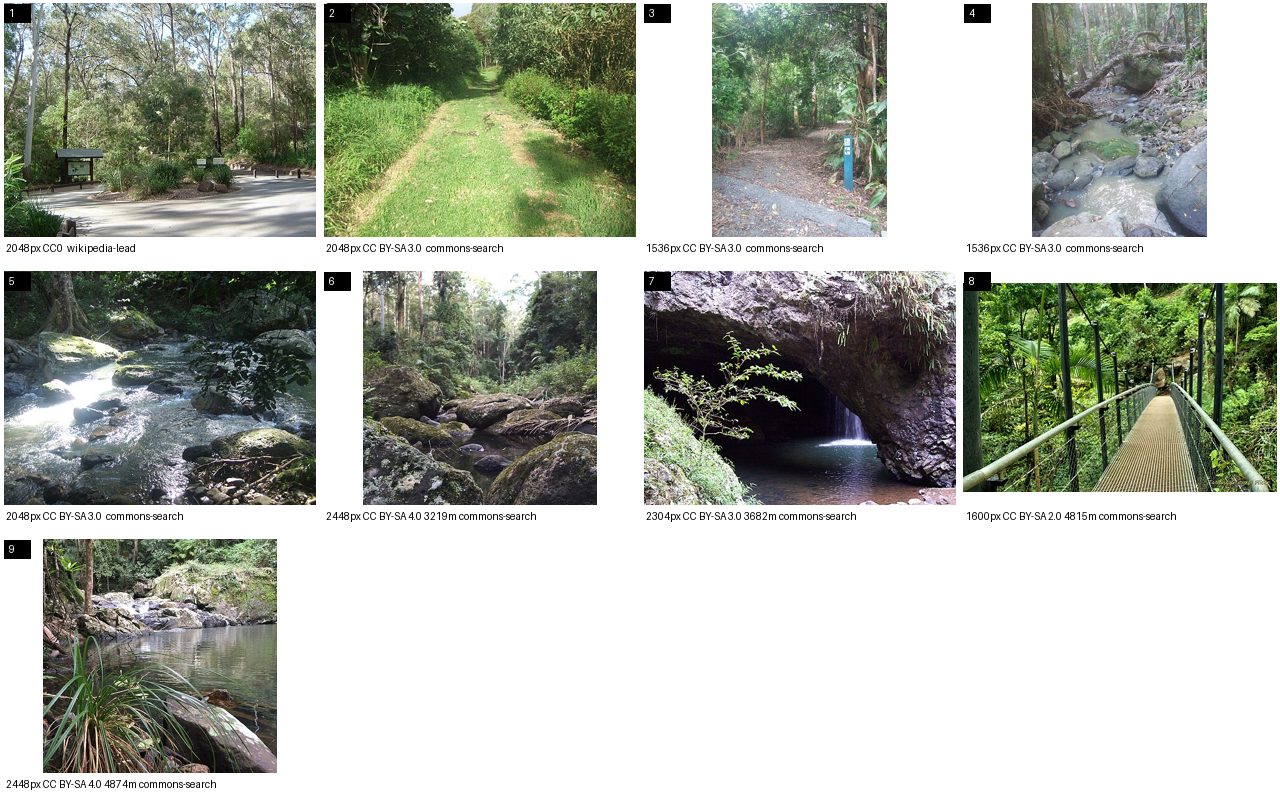 1
2
3
4
2048px CC0 wikipedia-lead
2048px CC BY-SA 3.0 commons-search
1536px CC BY-SA 3.0 commons-search
1536px CC BY-SA 3.0 commons-search
5
6
7
8
2048px CC BY-SA 3.0 commons-search
2448px CC BY-SA 4.0 3219m commons-search
2304px CC BY-SA 3.0 3682m commons-search
1600px CC BY-SA 2.0 4815m commons-search
9
2448px CC BY-SA 4.0 4874m commons-search